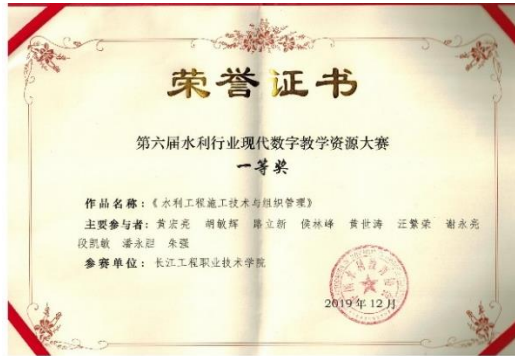 荣誉证书
第六届水利行业现代数字教学资源大赛
一等奖
作品名称：《水利工程施工技术与组织管理》
主要参与者：黄宏亮 胡敏辉 路立新 侯林峰 黄世涛 汪繁荣 谢永亮
段凯敏 潘永胆 朱强
参赛单位：长江工程职业技术学院
2019年12月